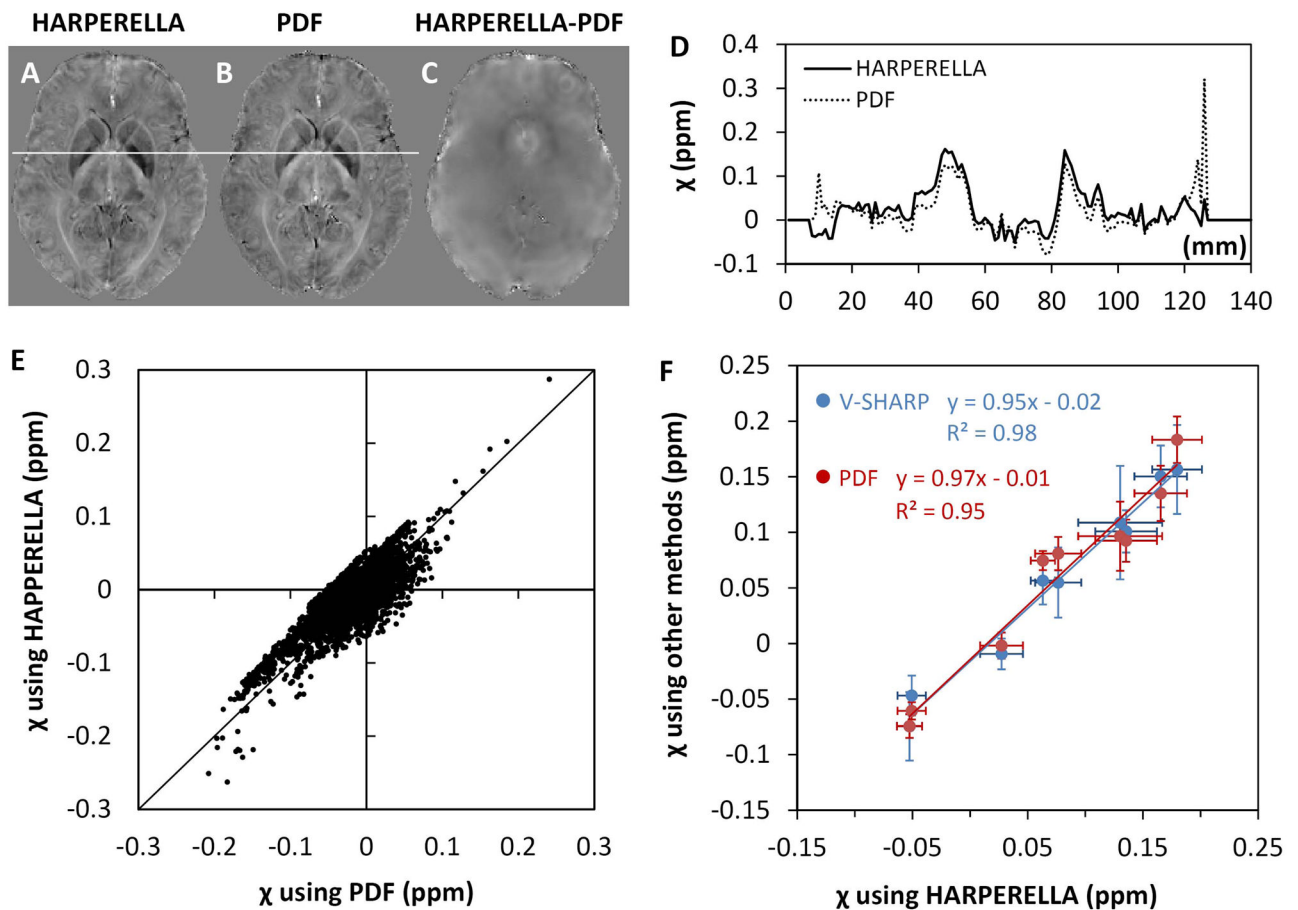 HARPERELLA PDF HARPERELLA-PDF
A B C
D
0.4
0.3
0.2
0.1
0
-0.1
χ (ppm)
HARPERELLA
PDF
(mm)
0 20 40 60 80 100 120 140
E
0.3
0.2
0.1
0
-0.1
-0.2
-0.3
χ using HAPPERELLA (ppm)
-0.3 -0.2 -0.1 0 0.1 0.2 0.3
χ using PDF (ppm)
F
0.25
0.2
0.15
0.1
0.05
0
-0.05
-0.1
-0.15
χ using other methods (ppm)
V-SHARP y = 0.95x - 0.02
R² = 0.98
PDF y = 0.97x - 0.01
R² = 0.95
-0.15 -0.05 0.05 0.15 0.25
χ using HARPERELLA (ppm)